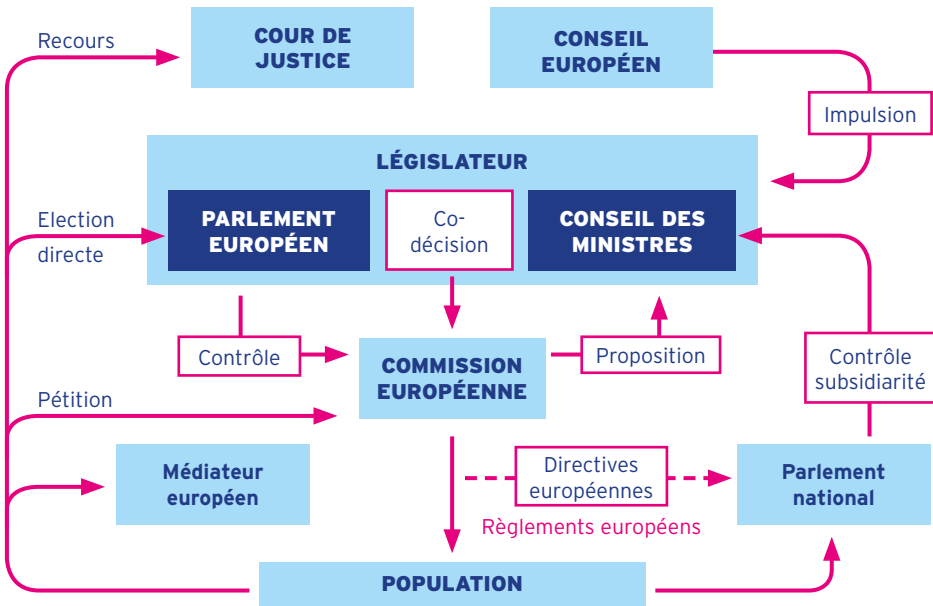 Recours
COUR DE
JUSTICE
CONSEIL
EUROPÉEN
Impulsion
LÉGISLATEUR
Election
directe
PARLEMENT
EUROPÉEN
Co-
décision
CONSEIL DES
MINISTRES
Contrôle
COMMISSION
EUROPÉENNE
Proposition
Contrôle
subsidiarité
Pétition
Médiateur
européen
Directives
européennes
Règlements européens
Parlement
national
POPULATION